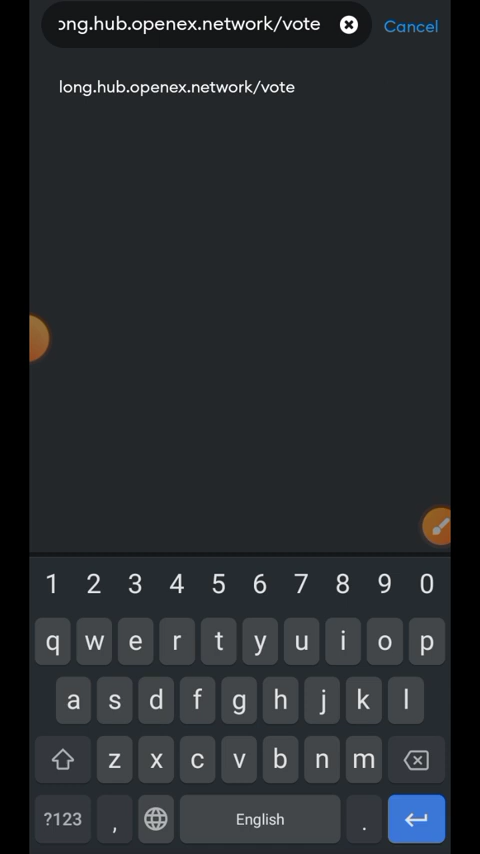 ong.hub.openex.network/vote
Cancel
long.hub.openex.network/vote
1 2 3 4 5 6 7 8 9 0
q w e r t y u i o p
a s d f g h j k l
z x c v b n m
?123 , English .